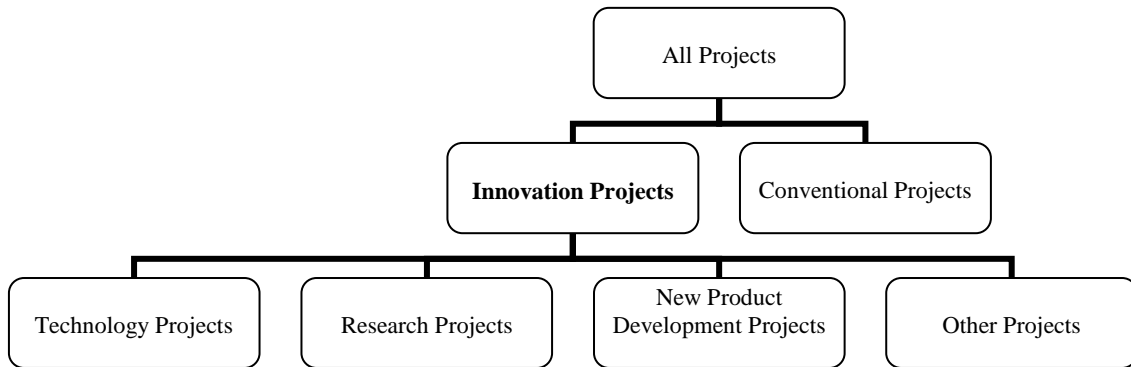 All Projects
Innovation Projects
Conventional Projects
Technology Projects
Research Projects
New Product
Development Projects
Other Projects